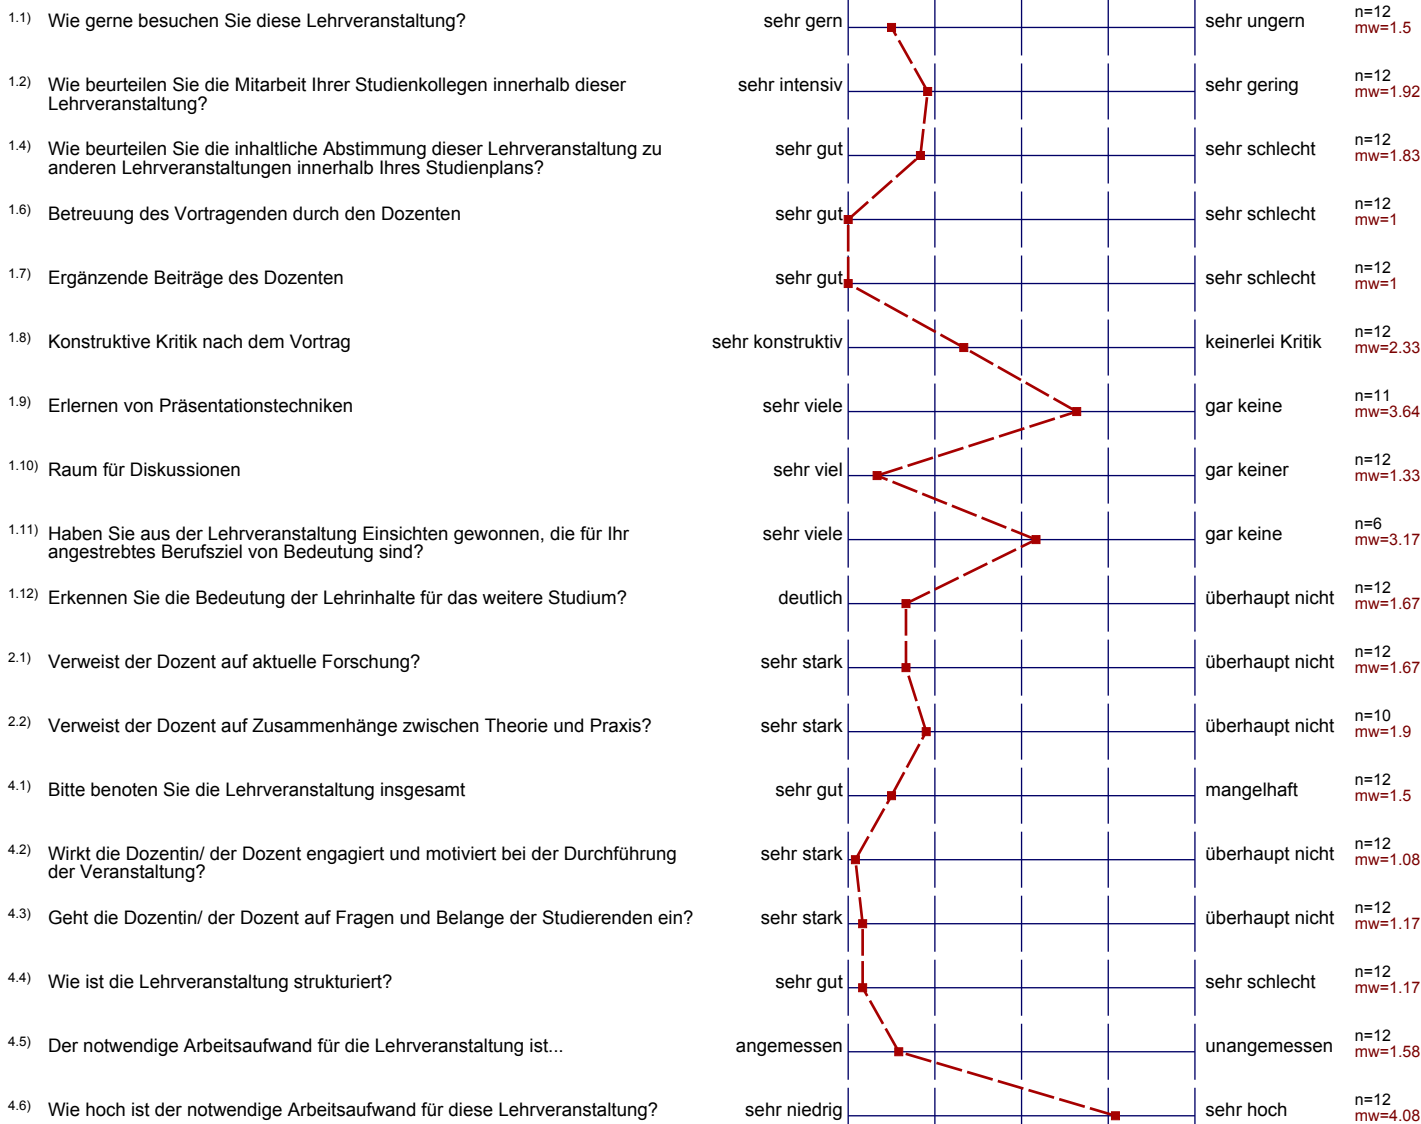 1.1) Wie gerne besuchen Sie diese Lehrveranstaltung? sehr gern sehr ungern n=12
mw=1.5
1.2) Wie beurteilen Sie die Mitarbeit Ihrer Studienkollegen innerhalb dieser sehr intensiv sehr gering n=12
Lehrveranstaltung? mw=1.92
1.4) Wie beurteilen Sie die inhaltliche Abstimmung dieser Lehrveranstaltung zu sehr gut sehr schlecht n=12
anderen Lehrveranstaltungen innerhalb Ihres Studienplans? mw=1.83
1.6) Betreuung des Vortragenden durch den Dozenten sehr gut sehr schlecht n=12
mw=1
1.7) Ergänzende Beiträge des Dozenten sehr gut sehr schlecht n=12
mw=1
1.8) Konstruktive Kritik nach dem Vortrag sehr konstruktiv keinerlei Kritik n=12
mw=2.33
1.9) Erlernen von Präsentationstechniken sehr viele gar keine n=11
mw=3.64
1.10) Raum für Diskussionen sehr viel gar keiner n=12
mw=1.33
1.11) Haben Sie aus der Lehrveranstaltung Einsichten gewonnen, die für Ihr sehr viele gar keine n=6
angestrebtes Berufsziel von Bedeutung sind? mw=3.17
1.12) Erkennen Sie die Bedeutung der Lehrinhalte für das weitere Studium? deutlich überhaupt nicht n=12
mw=1.67
2.1) Verweist der Dozent auf aktuelle Forschung? sehr stark überhaupt nicht n=12
mw=1.67
2.2) Verweist der Dozent auf Zusammenhänge zwischen Theorie und Praxis? sehr stark überhaupt nicht n=10
mw=1.9
4.1) Bitte benoten Sie die Lehrveranstaltung insgesamt sehr gut mangelhaft n=12
mw=1.5
4.2) Wirkt die Dozentin/ der Dozent engagiert und motiviert bei der Durchführung sehr stark überhaupt nicht n=12
der Veranstaltung? mw=1.08
4.3) Geht die Dozentin/ der Dozent auf Fragen und Belange der Studierenden ein? sehr stark überhaupt nicht n=12
mw=1.17
4.4) Wie ist die Lehrveranstaltung strukturiert? sehr gut sehr schlecht n=12
mw=1.17
4.5) Der notwendige Arbeitsaufwand für die Lehrveranstaltung ist... angemessen unangemessen n=12
mw=1.58
4.6) Wie hoch ist der notwendige Arbeitsaufwand für diese Lehrveranstaltung? sehr niedrig sehr hoch n=12
mw=4.08